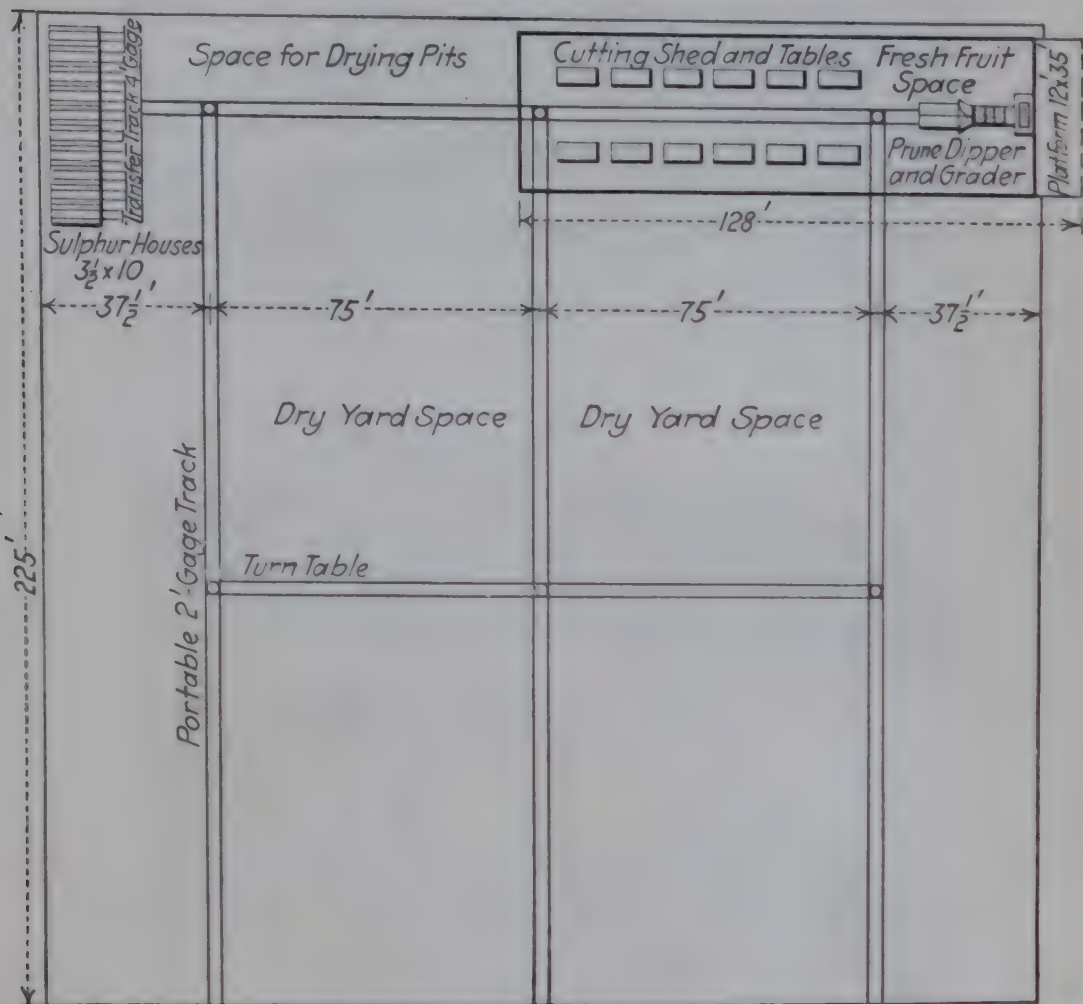 Space for Drying Pits
Cutting Shed and Tables
Fresh Fruit
Space
Platform 12'x35'
Transfer Track 4' Gage
Prune Dipper
and Grader
128'
Sulphur Houses
3½ x 10'
37½'
75'
75'
37½'
Dry Yard Space
Dry Yard Space
Portable 2'-Gage Track
225'
Turn Table